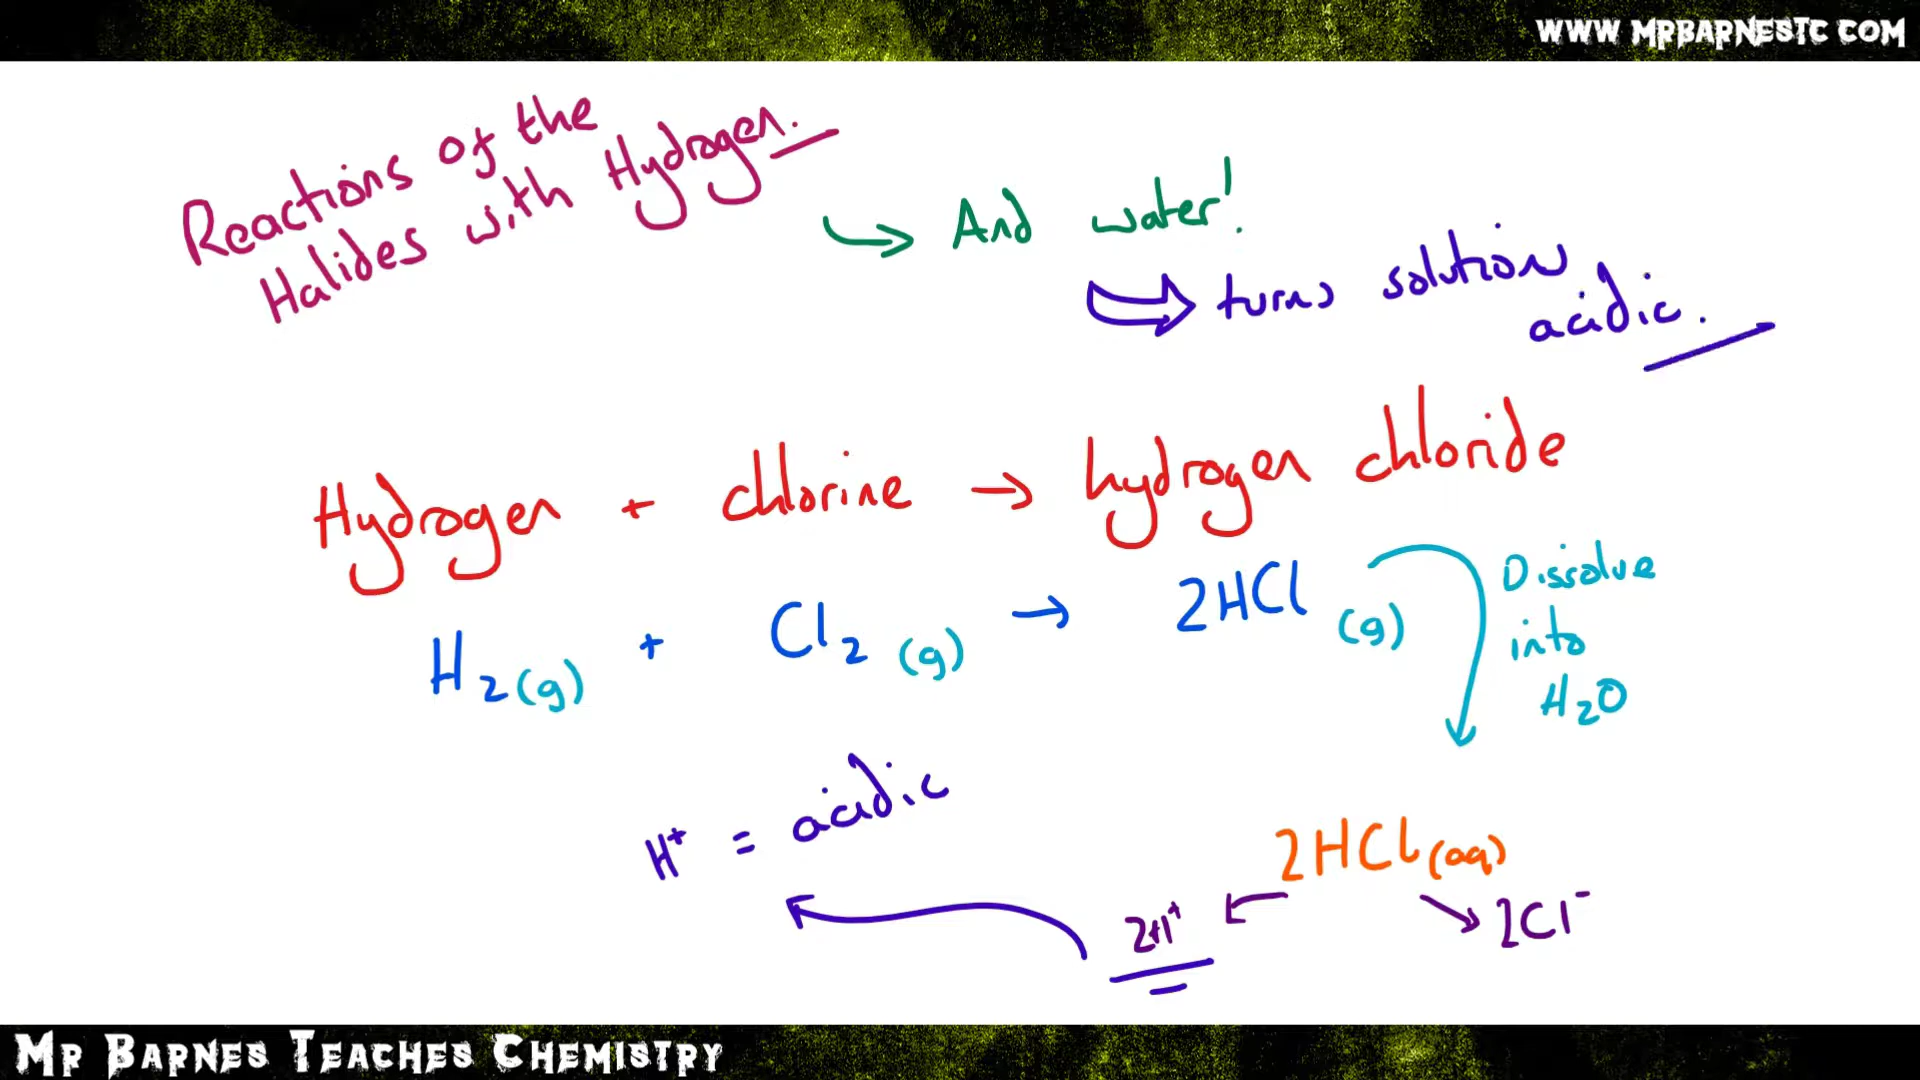 WWW MRBARNESTC COM
Reactions of the
Halides with Hydrogen.
And water!
turns solution
acidic.
Hydrogen + chlorine → hydrogen chloride
H₂(g) + Cl₂(g) → 2HCl(g)
Dissolve
into
H₂O
H⁺ = acidic
2HCl(aq)
2H⁺
2Cl⁻
MR BARNES TEACHES CHEMISTRY